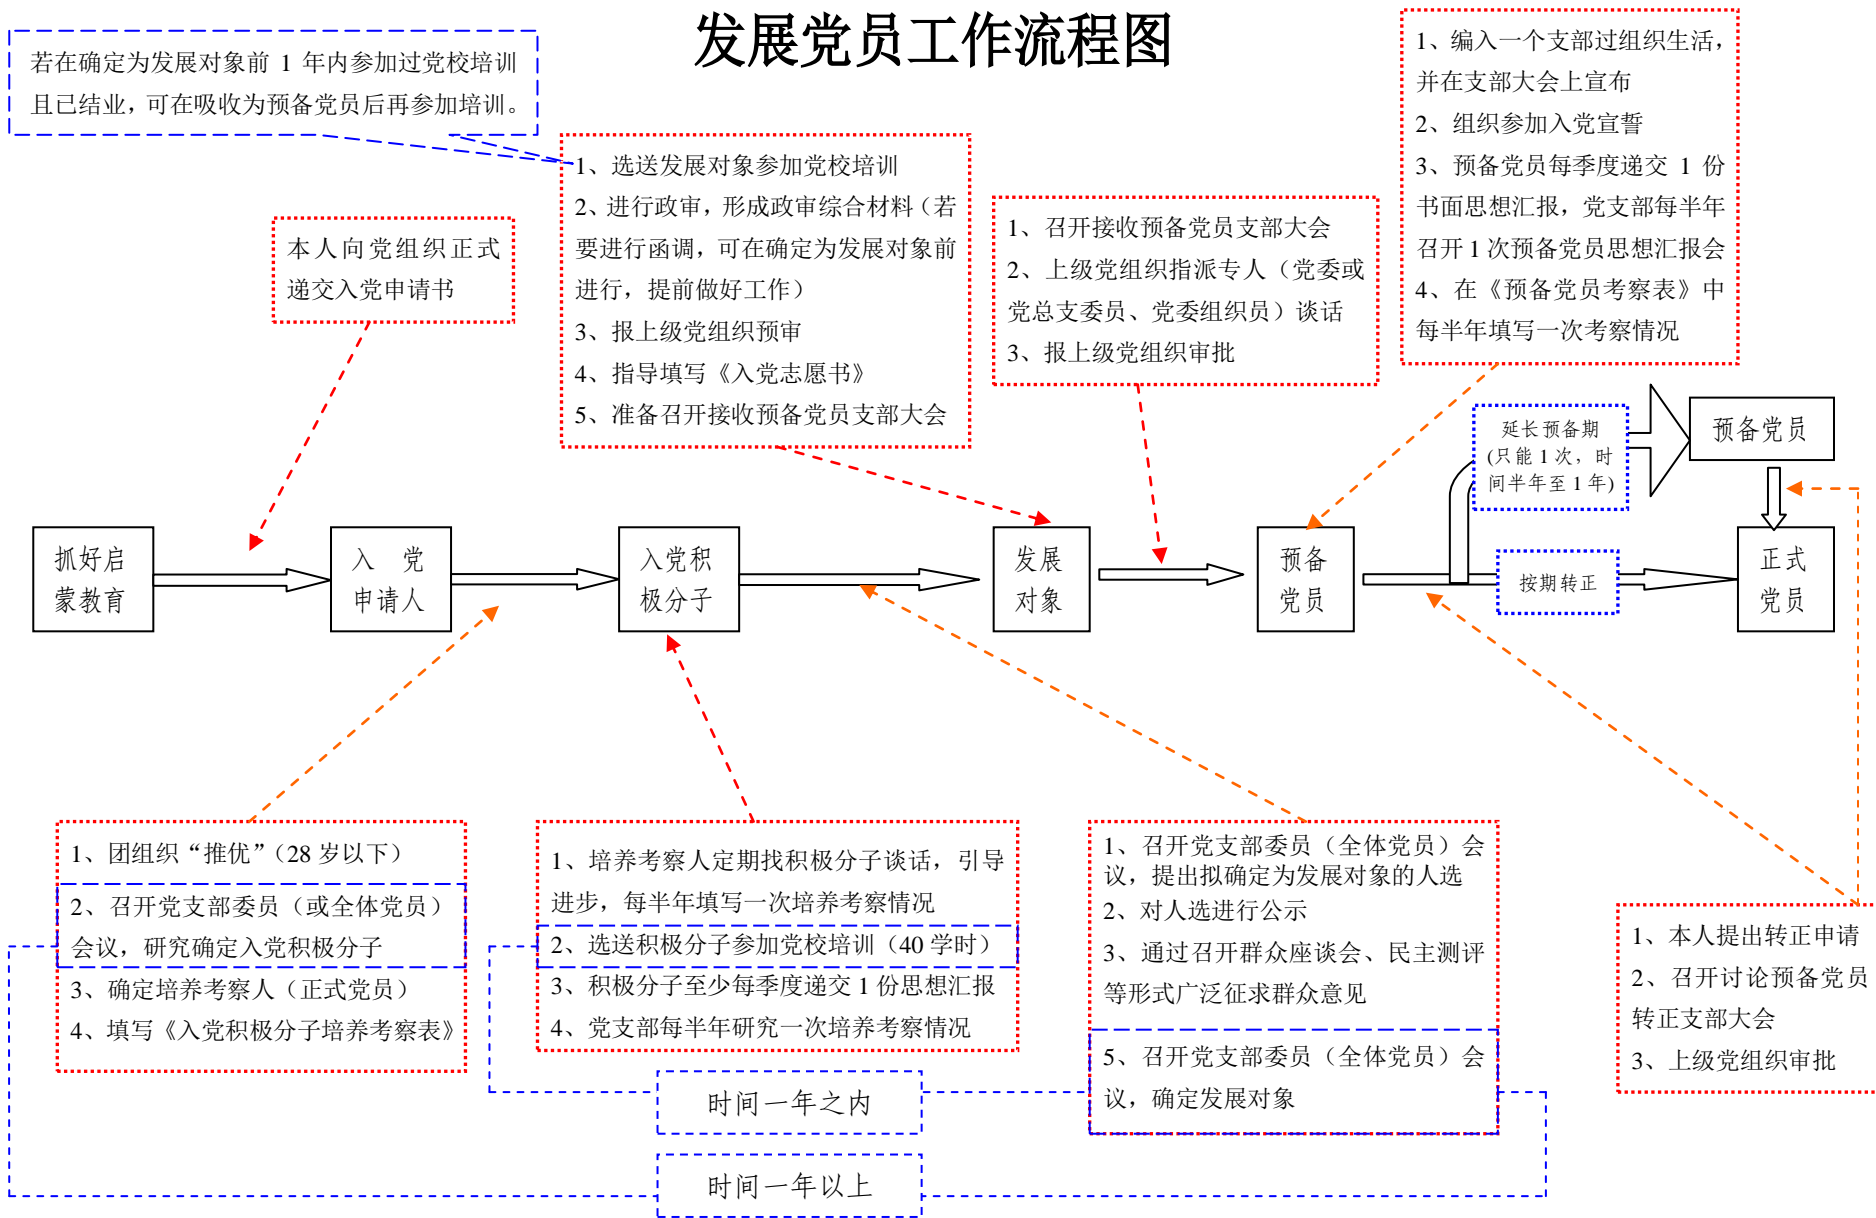 发展党员工作流程图
若在确定为发展对象前 1 年内参加过党校培训
且已结业，可在吸收为预备党员后再参加培训。
本人向党组织正式
递交入党申请书
1、选送发展对象参加党校培训
2、进行政审，形成政审综合材料（若
要进行函调，可在确定为发展对象前
进行，提前做好工作）
3、报上级党组织预审
4、指导填写《入党志愿书》
5、准备召开接收预备党员支部大会
1、召开接收预备党员支部大会
2、上级党组织指派专人（党委或
党总支委员、党委组织员）谈话
3、报上级党组织审批
1、编入一个支部过组织生活，
并在支部大会上宣布
2、组织参加入党宣誓
3、预备党员每季度递交 1 份
书面思想汇报，党支部每半年
召开 1 次预备党员思想汇报会
4、在《预备党员考察表》中
每半年填写一次考察情况
延长预备期
(只能 1 次，时
间半年至 1 年)
预备党员
抓好启
蒙教育
入 党
申请人
入党积
极分子
发展
对象
预备
党员
按期转正
正式
党员
1、团组织“推优”（28 岁以下）
2、召开党支部委员（或全体党员）
会议，研究确定入党积极分子
3、确定培养考察人（正式党员）
4、填写《入党积极分子培养考察表》
1、培养考察人定期找积极分子谈话，引导
进步，每半年填写一次培养考察情况
2、选送积极分子参加党校培训（40 学时）
3、积极分子至少每季度递交 1 份思想汇报
4、党支部每半年研究一次培养考察情况
1、召开党支部委员（全体党员）会
议，提出拟确定为发展对象的人选
2、对人选进行公示
3、通过召开群众座谈会、民主测评
等形式广泛征求群众意见
5、召开党支部委员（全体党员）会
议，确定发展对象
1、本人提出转正申请
2、召开讨论预备党员
转正支部大会
3、上级党组织审批
时间一年之内
时间一年以上